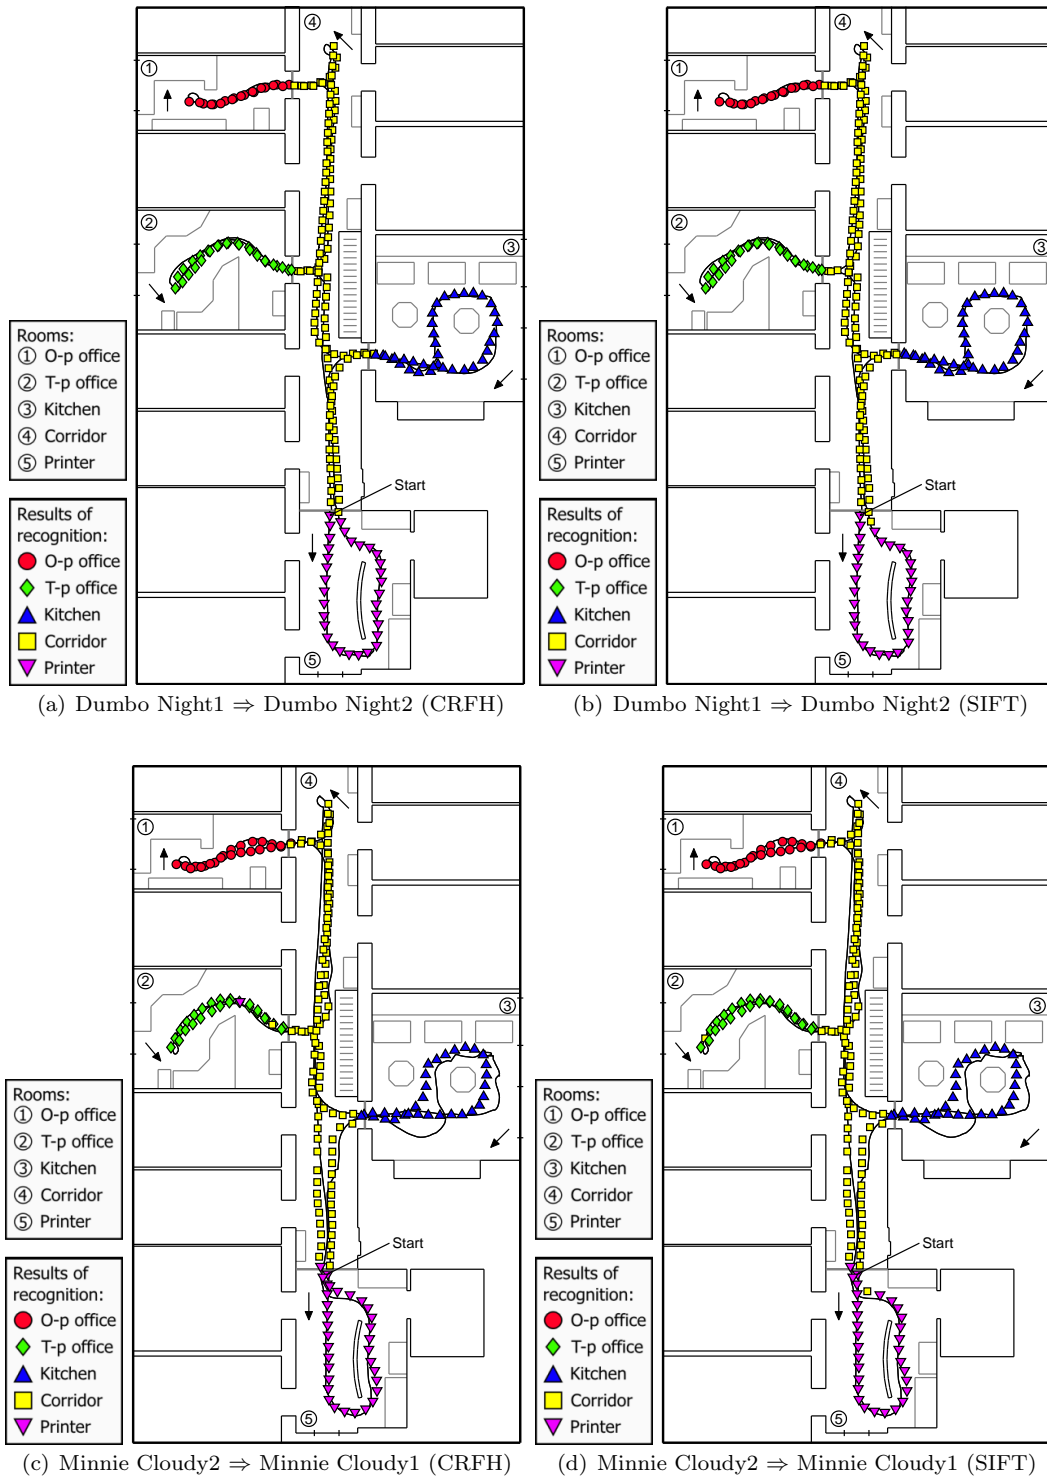 ④
①
②
③
Rooms:
① O-p office
② T-p office
③ Kitchen
④ Corridor
⑤ Printer
Start
Results of
recognition:
O-p office
T-p office
Kitchen
Corridor
Printer
⑤
(a) Dumbo Night1 ⇒ Dumbo Night2 (CRFH)
④
①
②
③
Rooms:
① O-p office
② T-p office
③ Kitchen
④ Corridor
⑤ Printer
Start
Results of
recognition:
O-p office
T-p office
Kitchen
Corridor
Printer
⑤
(b) Dumbo Night1 ⇒ Dumbo Night2 (SIFT)
④
①
②
③
Rooms:
① O-p office
② T-p office
③ Kitchen
④ Corridor
⑤ Printer
Start
Results of
recognition:
O-p office
T-p office
Kitchen
Corridor
Printer
⑤
(c) Minnie Cloudy2 ⇒ Minnie Cloudy1 (CRFH)
④
①
②
③
Rooms:
① O-p office
② T-p office
③ Kitchen
④ Corridor
⑤ Printer
Start
Results of
recognition:
O-p office
T-p office
Kitchen
Corridor
Printer
⑤
(d) Minnie Cloudy2 ⇒ Minnie Cloudy1 (SIFT)